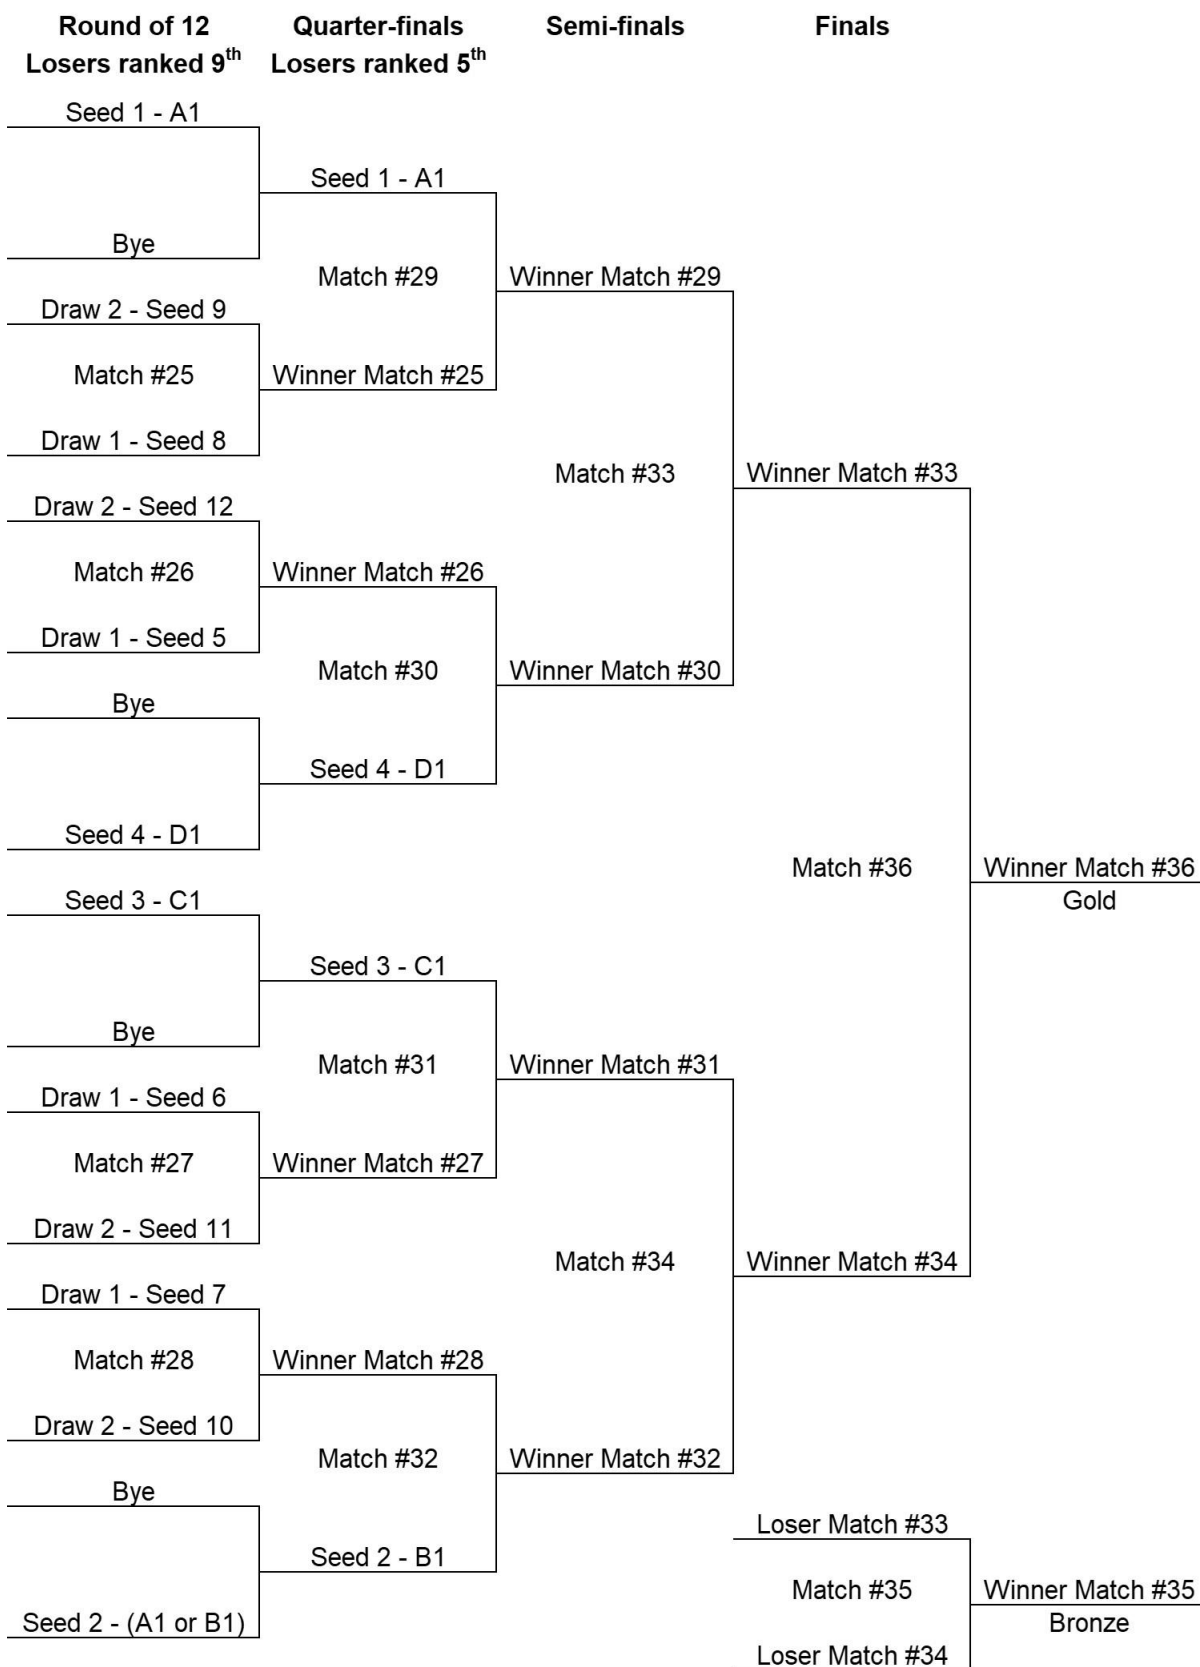 Round of 12
Losers ranked 9th
Quarter-finals
Losers ranked 5th
Semi-finals
Finals
Seed 1 - A1
Bye
Draw 2 - Seed 9
Match #25
Draw 1 - Seed 8
Draw 2 - Seed 12
Match #26
Draw 1 - Seed 5
Bye
Seed 4 - D1
Seed 3 - C1
Bye
Draw 1 - Seed 6
Match #27
Draw 2 - Seed 11
Draw 1 - Seed 7
Match #28
Draw 2 - Seed 10
Bye
Seed 2 - (A1 or B1)
Seed 1 - A1
Match #29
Winner Match #25
Winner Match #26
Match #30
Seed 4 - D1
Seed 3 - C1
Match #31
Winner Match #27
Winner Match #28
Match #32
Seed 2 - B1
Winner Match #29
Match #33
Winner Match #30
Winner Match #31
Match #34
Winner Match #32
Winner Match #33
Match #36
Winner Match #34
Winner Match #36
Gold
Loser Match #33
Match #35
Loser Match #34
Winner Match #35
Bronze